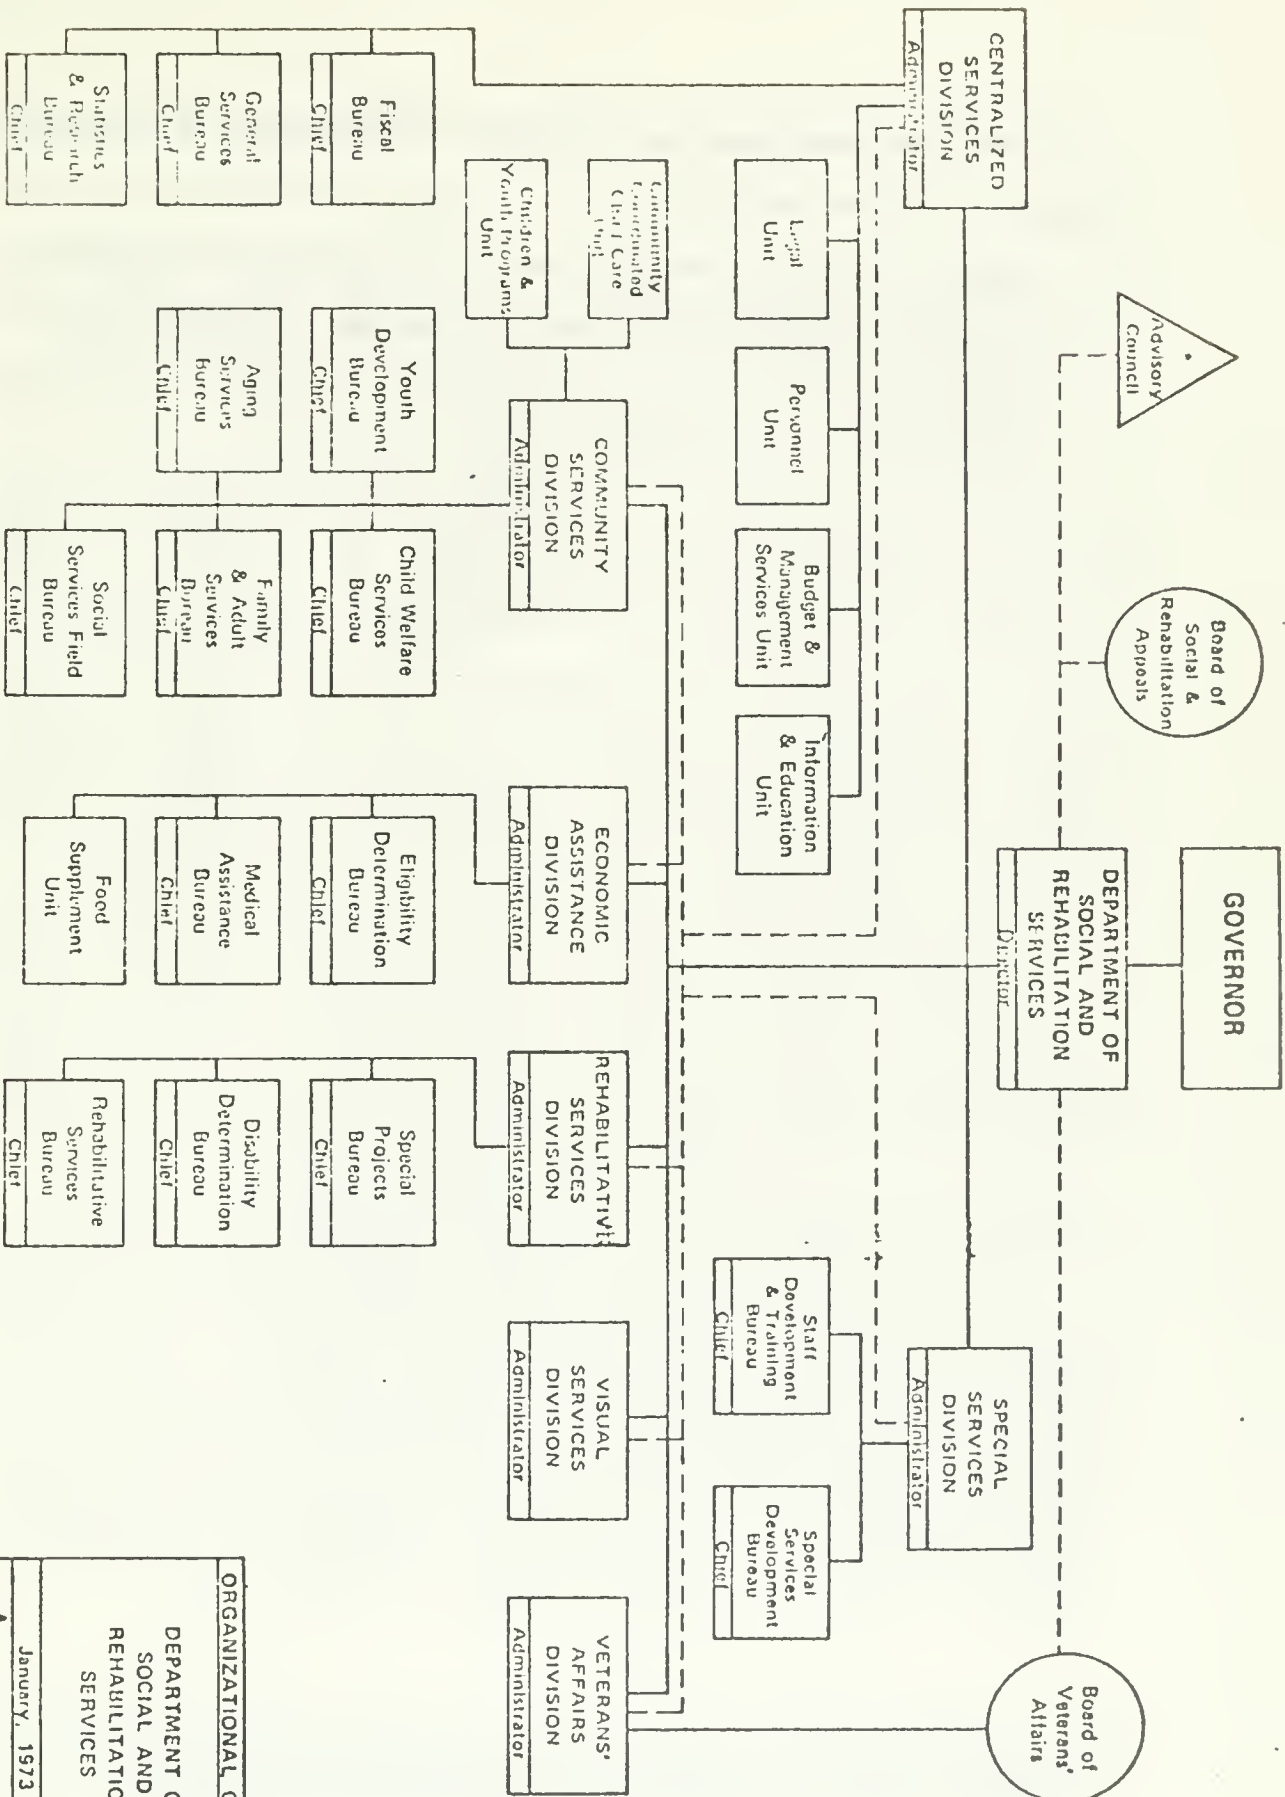 GOVERNOR
DEPARTMENT OF
SOCIAL AND
REHABILITATION
SERVICES
Director
Advisory
Council
Board of
Social &
Rehabilitation
Appeals
Board of
Veterans'
Affairs
CENTRALIZED
SERVICES
DIVISION
Administrator
SPECIAL
SERVICES
DIVISION
Administrator
Legal
Unit
Personnel
Unit
Budget &
Management
Services Unit
Information
& Education
Unit
Staff
Development
& Training
Bureau
Chief
Special
Services
Development
Bureau
Chief
Community
Coordinated
Child Care
Unit
Children &
Youth Programs
Unit
COMMUNITY
SERVICES
DIVISION
Administrator
ECONOMIC
ASSISTANCE
DIVISION
Administrator
REHABILITATIVE
SERVICES
DIVISION
Administrator
VISUAL
SERVICES
DIVISION
Administrator
VETERANS'
AFFAIRS
DIVISION
Administrator
Fiscal
Bureau
Chief
Youth
Development
Bureau
Chief
Child Welfare
Services
Bureau
Chief
Eligibility
Determination
Bureau
Chief
Special
Projects
Bureau
Chief
General
Services
Bureau
Chief
Aging
Services
Bureau
Chief
Family
& Adult
Services
Bureau
Chief
Medical
Assistance
Bureau
Chief
Disability
Determination
Bureau
Chief
Statistics
& Research
Bureau
Chief
Social
Services Field
Bureau
Chief
Food
Supplement
Unit
Rehabilitative
Services
Bureau
Chief
ORGANIZATIONAL C
DEPARTMENT O
SOCIAL AND
REHABILITATIO
SERVICES
January, 1973